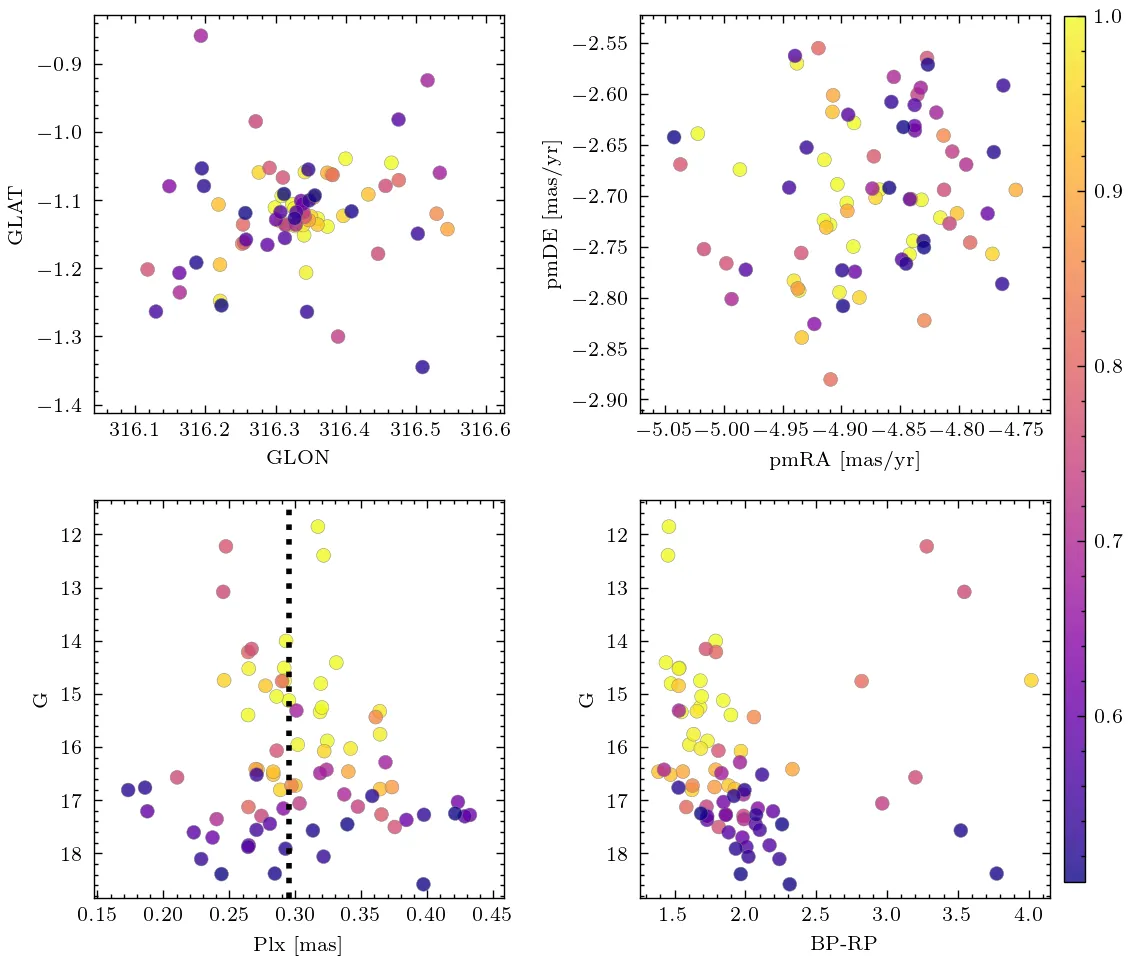 −0.9
−1.0
−1.1
−1.2
−1.3
−1.4
GLAT
316.1 316.2 316.3 316.4 316.5 316.6
GLON
−2.55
−2.60
−2.65
−2.70
−2.75
−2.80
−2.85
−2.90
pmDE [mas/yr]
−5.05 −5.00 −4.95 −4.90 −4.85 −4.80 −4.75
pmRA [mas/yr]
1.0
0.9
0.8
0.7
0.6
12
13
14
15
16
17
18
G
0.15 0.20 0.25 0.30 0.35 0.40 0.45
Plx [mas]
12
13
14
15
16
17
18
G
1.5 2.0 2.5 3.0 3.5 4.0
BP-RP